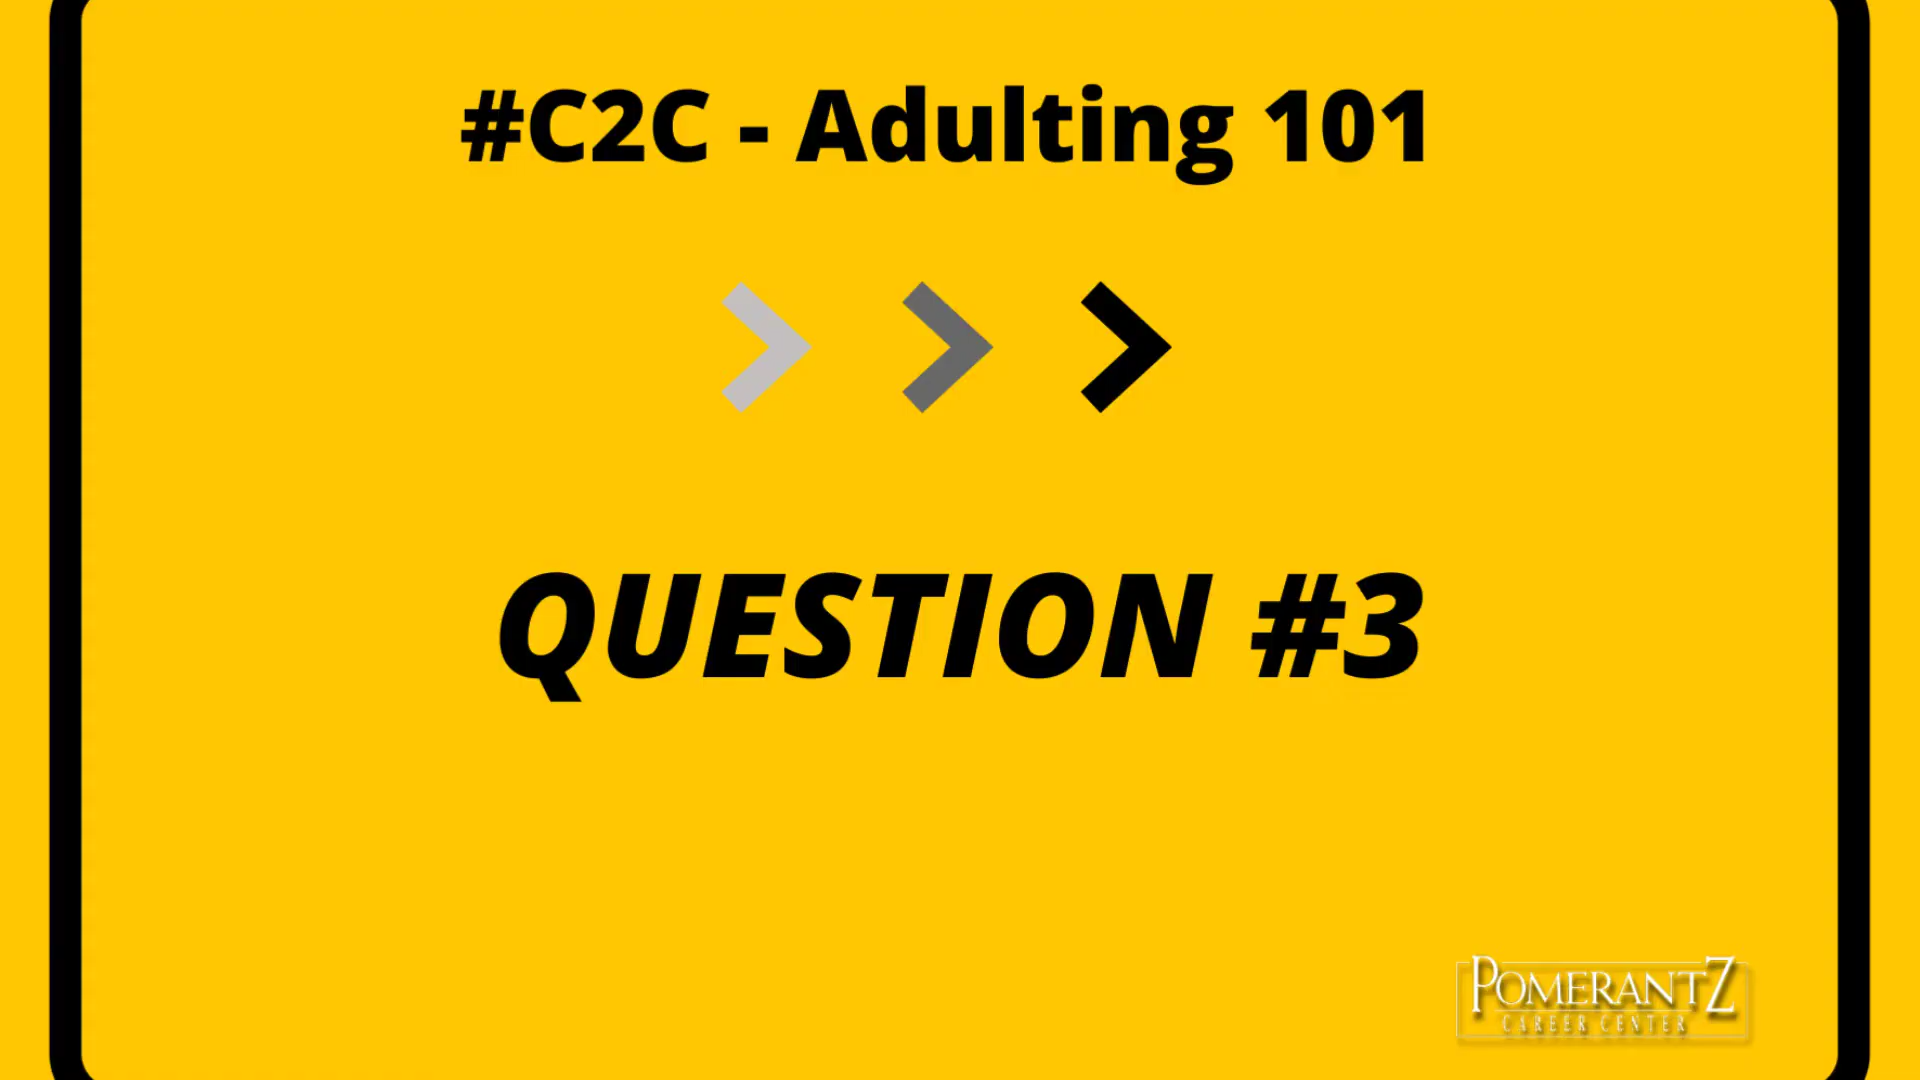 #C2C - Adulting 101
QUESTION #3
POMERANTZ
CAREER CENTER